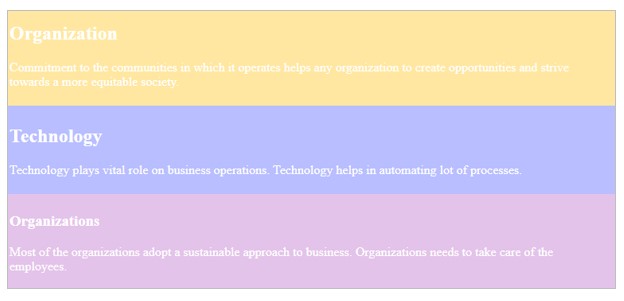 Organization
Commitment to the communities in which it operates helps any organization to create opportunities and strive
towards a more equitable society.
Technology
Technology plays vital role on business operations. Technology helps in automating lot of processes.
Organizations
Most of the organizations adopt a sustainable approach to business. Organizations needs to take care of the
employees.